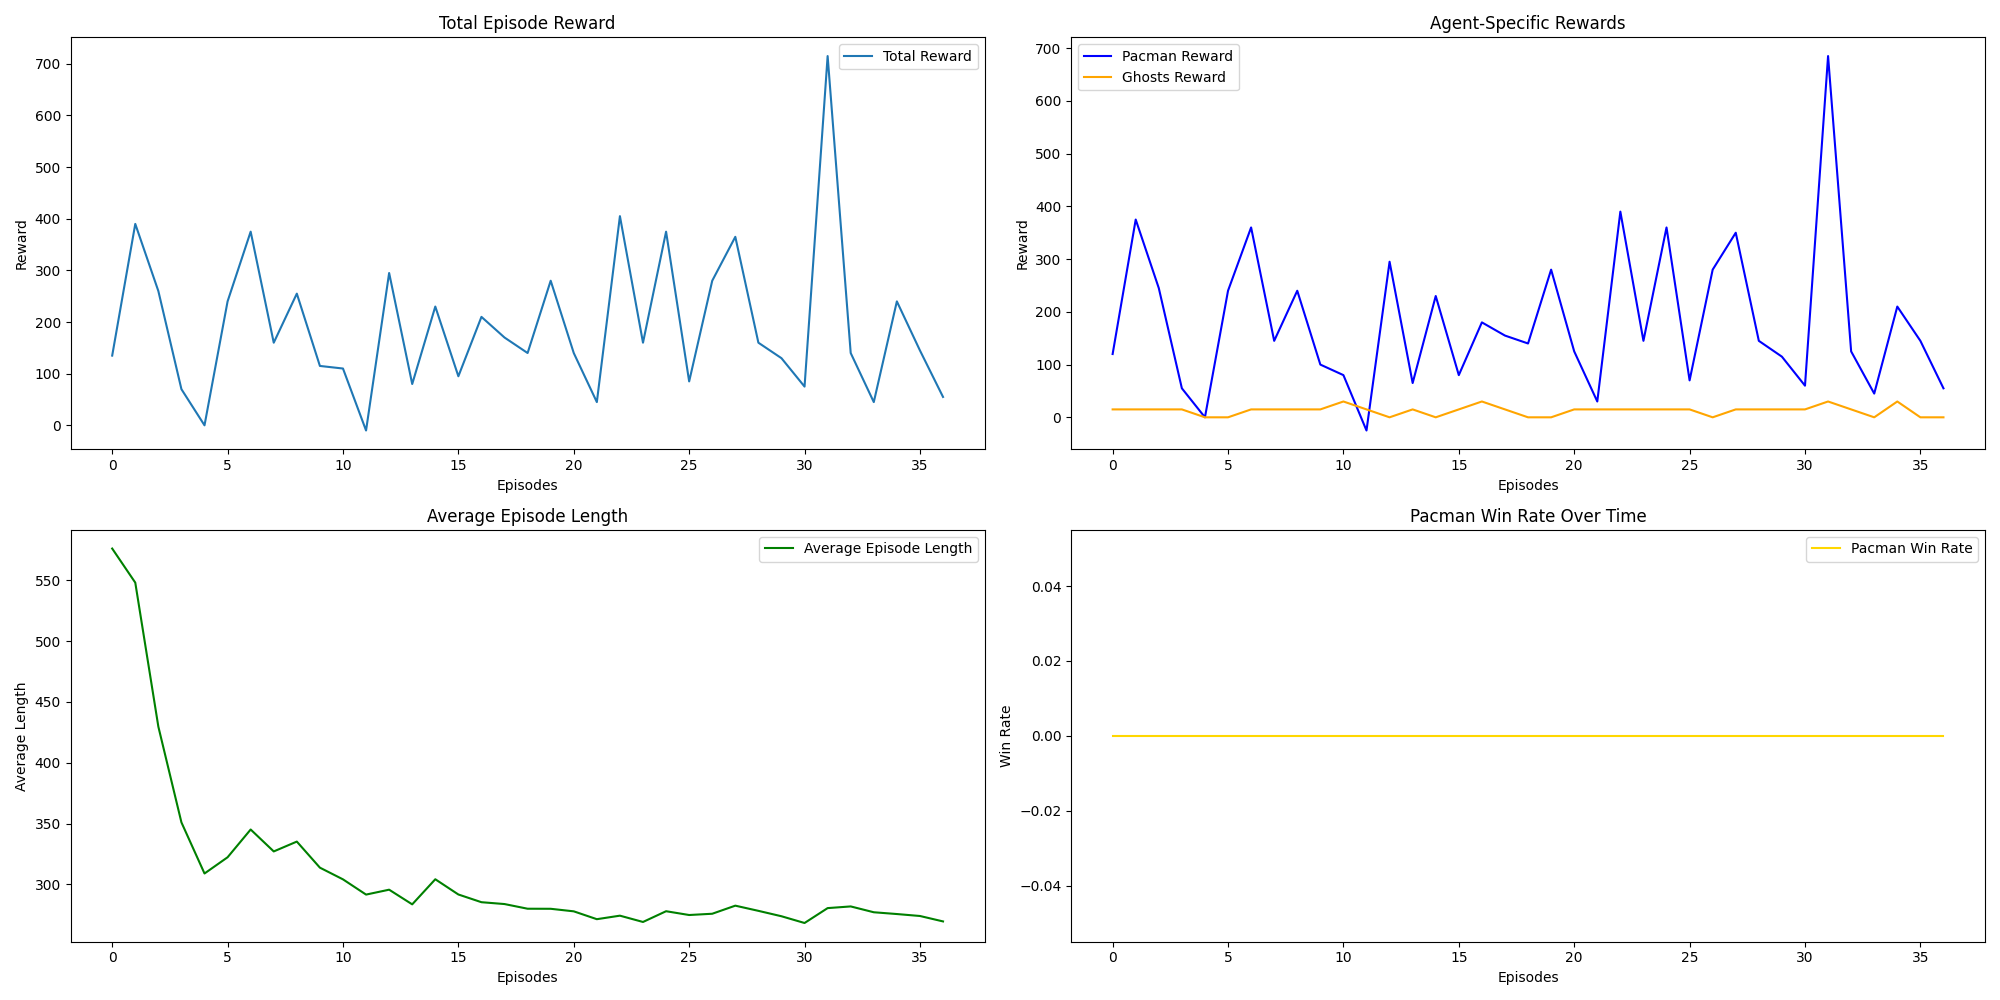 Total Episode Reward
Total Reward
Reward
700
600
500
400
300
200
100
0
0 5 10 15 20 25 30 35
Episodes
Agent-Specific Rewards
Pacman Reward
Ghosts Reward
Reward
700
600
500
400
300
200
100
0
0 5 10 15 20 25 30 35
Episodes
Average Episode Length
Average Episode Length
Average Length
550
500
450
400
350
300
0 5 10 15 20 25 30 35
Episodes
Pacman Win Rate Over Time
Pacman Win Rate
Win Rate
0.04
0.02
0.00
−0.02
−0.04
0 5 10 15 20 25 30 35
Episodes